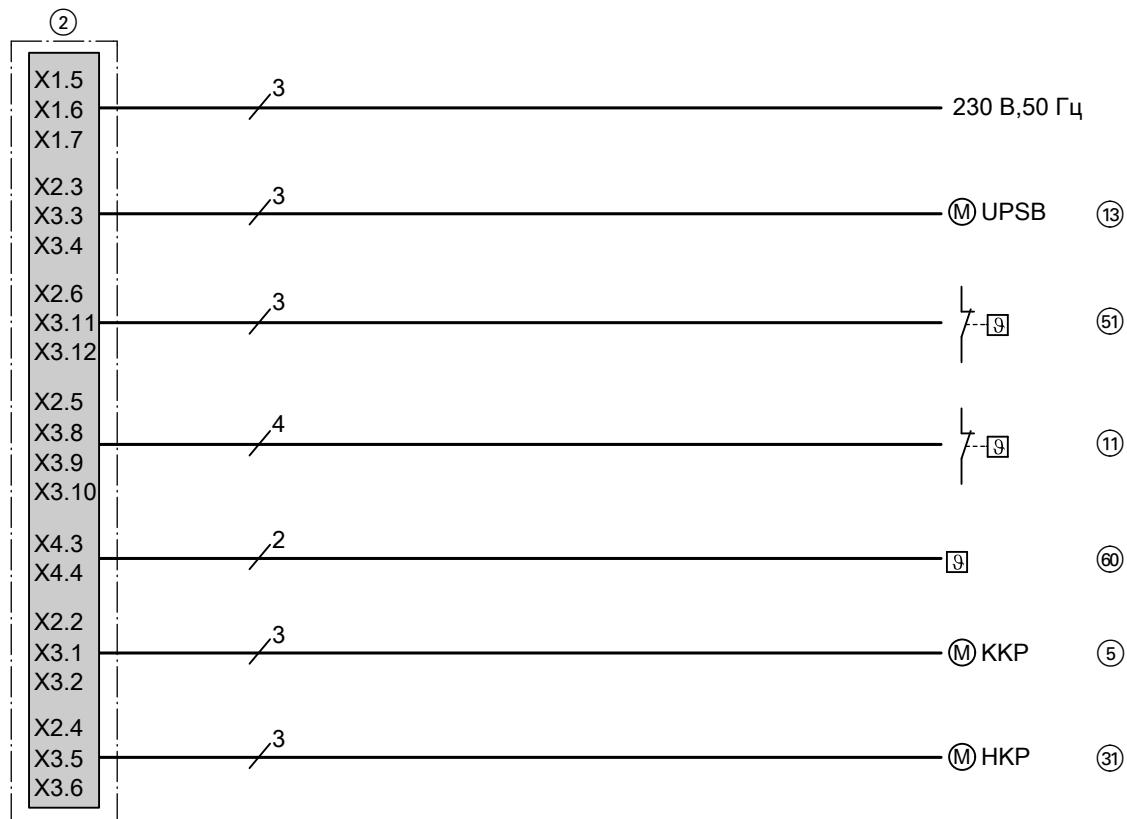 ②
X1.5
X1.6
X1.7
3
230 В,50 Гц
X2.3
X3.3
X3.4
3
M UPSB ⑬
X2.6
X3.11
X3.12
3
ϑ ㊿①
X2.5
X3.8
X3.9
X3.10
4
ϑ ⑪
X4.3
X4.4
2
ϑ 60
X2.2
X3.1
X3.2
3
M KKP ⑤
X2.4
X3.5
X3.6
3
M HKP ㉛